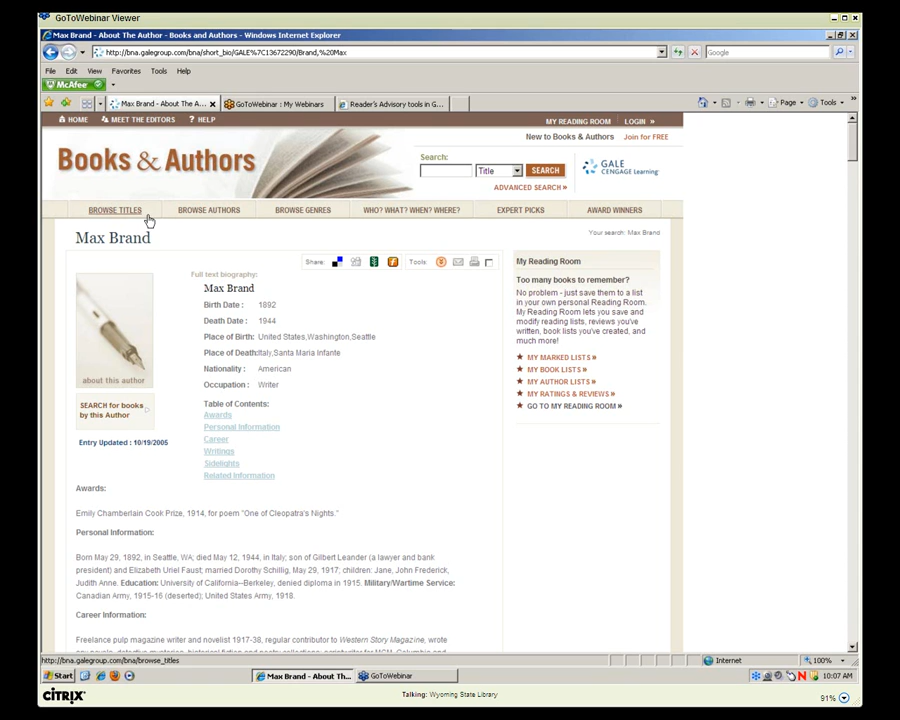 GoToWebinar Viewer
Max Brand - About The Author - Books and Authors - Windows Internet Explorer
http://bna.galegroup.com/bna/short_bio/GALE%7C13672290/Brand,%20Max
Google
File Edit View Favorites Tools Help
McAfee
Max Brand - About The A...
GoToWebinar : My Webinars
Reader's Advisory tools in G...
Page
Tools
HOME MEET THE EDITORS ? HELP
MY READING ROOM LOGIN »
New to Books & Authors Join for FREE
Books & Authors
Search:
Title
SEARCH
GALE
CENGAGE Learning
ADVANCED SEARCH »
BROWSE TITLES BROWSE AUTHORS BROWSE GENRES WHO? WHAT? WHEN? WHERE? EXPERT PICKS AWARD WINNERS
Max Brand
Your search: Max Brand
Share: Tools
about this author
SEARCH for books
by this Author
Entry Updated : 10/19/2005
Full text biography:
Max Brand
Birth Date : 1892
Death Date : 1944
Place of Birth: United States,Washington,Seattle
Place of Death:Italy,Santa Maria Infante
Nationality : American
Occupation : Writer
Table of Contents:
Awards
Personal Information
Career
Writings
Sidelights
Related Information
Awards:
Emily Chamberlain Cook Prize, 1914, for poem "One of Cleopatra's Nights."
Personal Information:
Born May 29, 1892, in Seattle, WA; died May 12, 1944, in Italy; son of Gilbert Leander (a lawyer and bank
president) and Elizabeth Uriel Faust; married Dorothy Schillig, May 29, 1917; children: Jane, John Frederick,
Judith Anne. Education: University of California--Berkeley, denied diploma in 1915. Military/Wartime Service:
Canadian Army, 1915-16 (deserted); United States Army, 1918.
Career Information:
Freelance pulp magazine writer and novelist 1917-38, regular contributor to Western Story Magazine, wrote
My Reading Room
Too many books to remember?
No problem - just save them to a list
in your own personal Reading Room.
My Reading Room lets you save and
modify reading lists, reviews you've
written, book lists you've created, and
much more!
MY MARKED LISTS »
MY BOOK LISTS »
MY AUTHOR LISTS »
MY RATINGS & REVIEWS »
GO TO MY READING ROOM »
http://bna.galegroup.com/bna/browse_titles
Internet
100%
Start
Max Brand - About Th...
GoToWebinar
10:07 AM
CITRIX
Talking: Wyoming State Library
91%